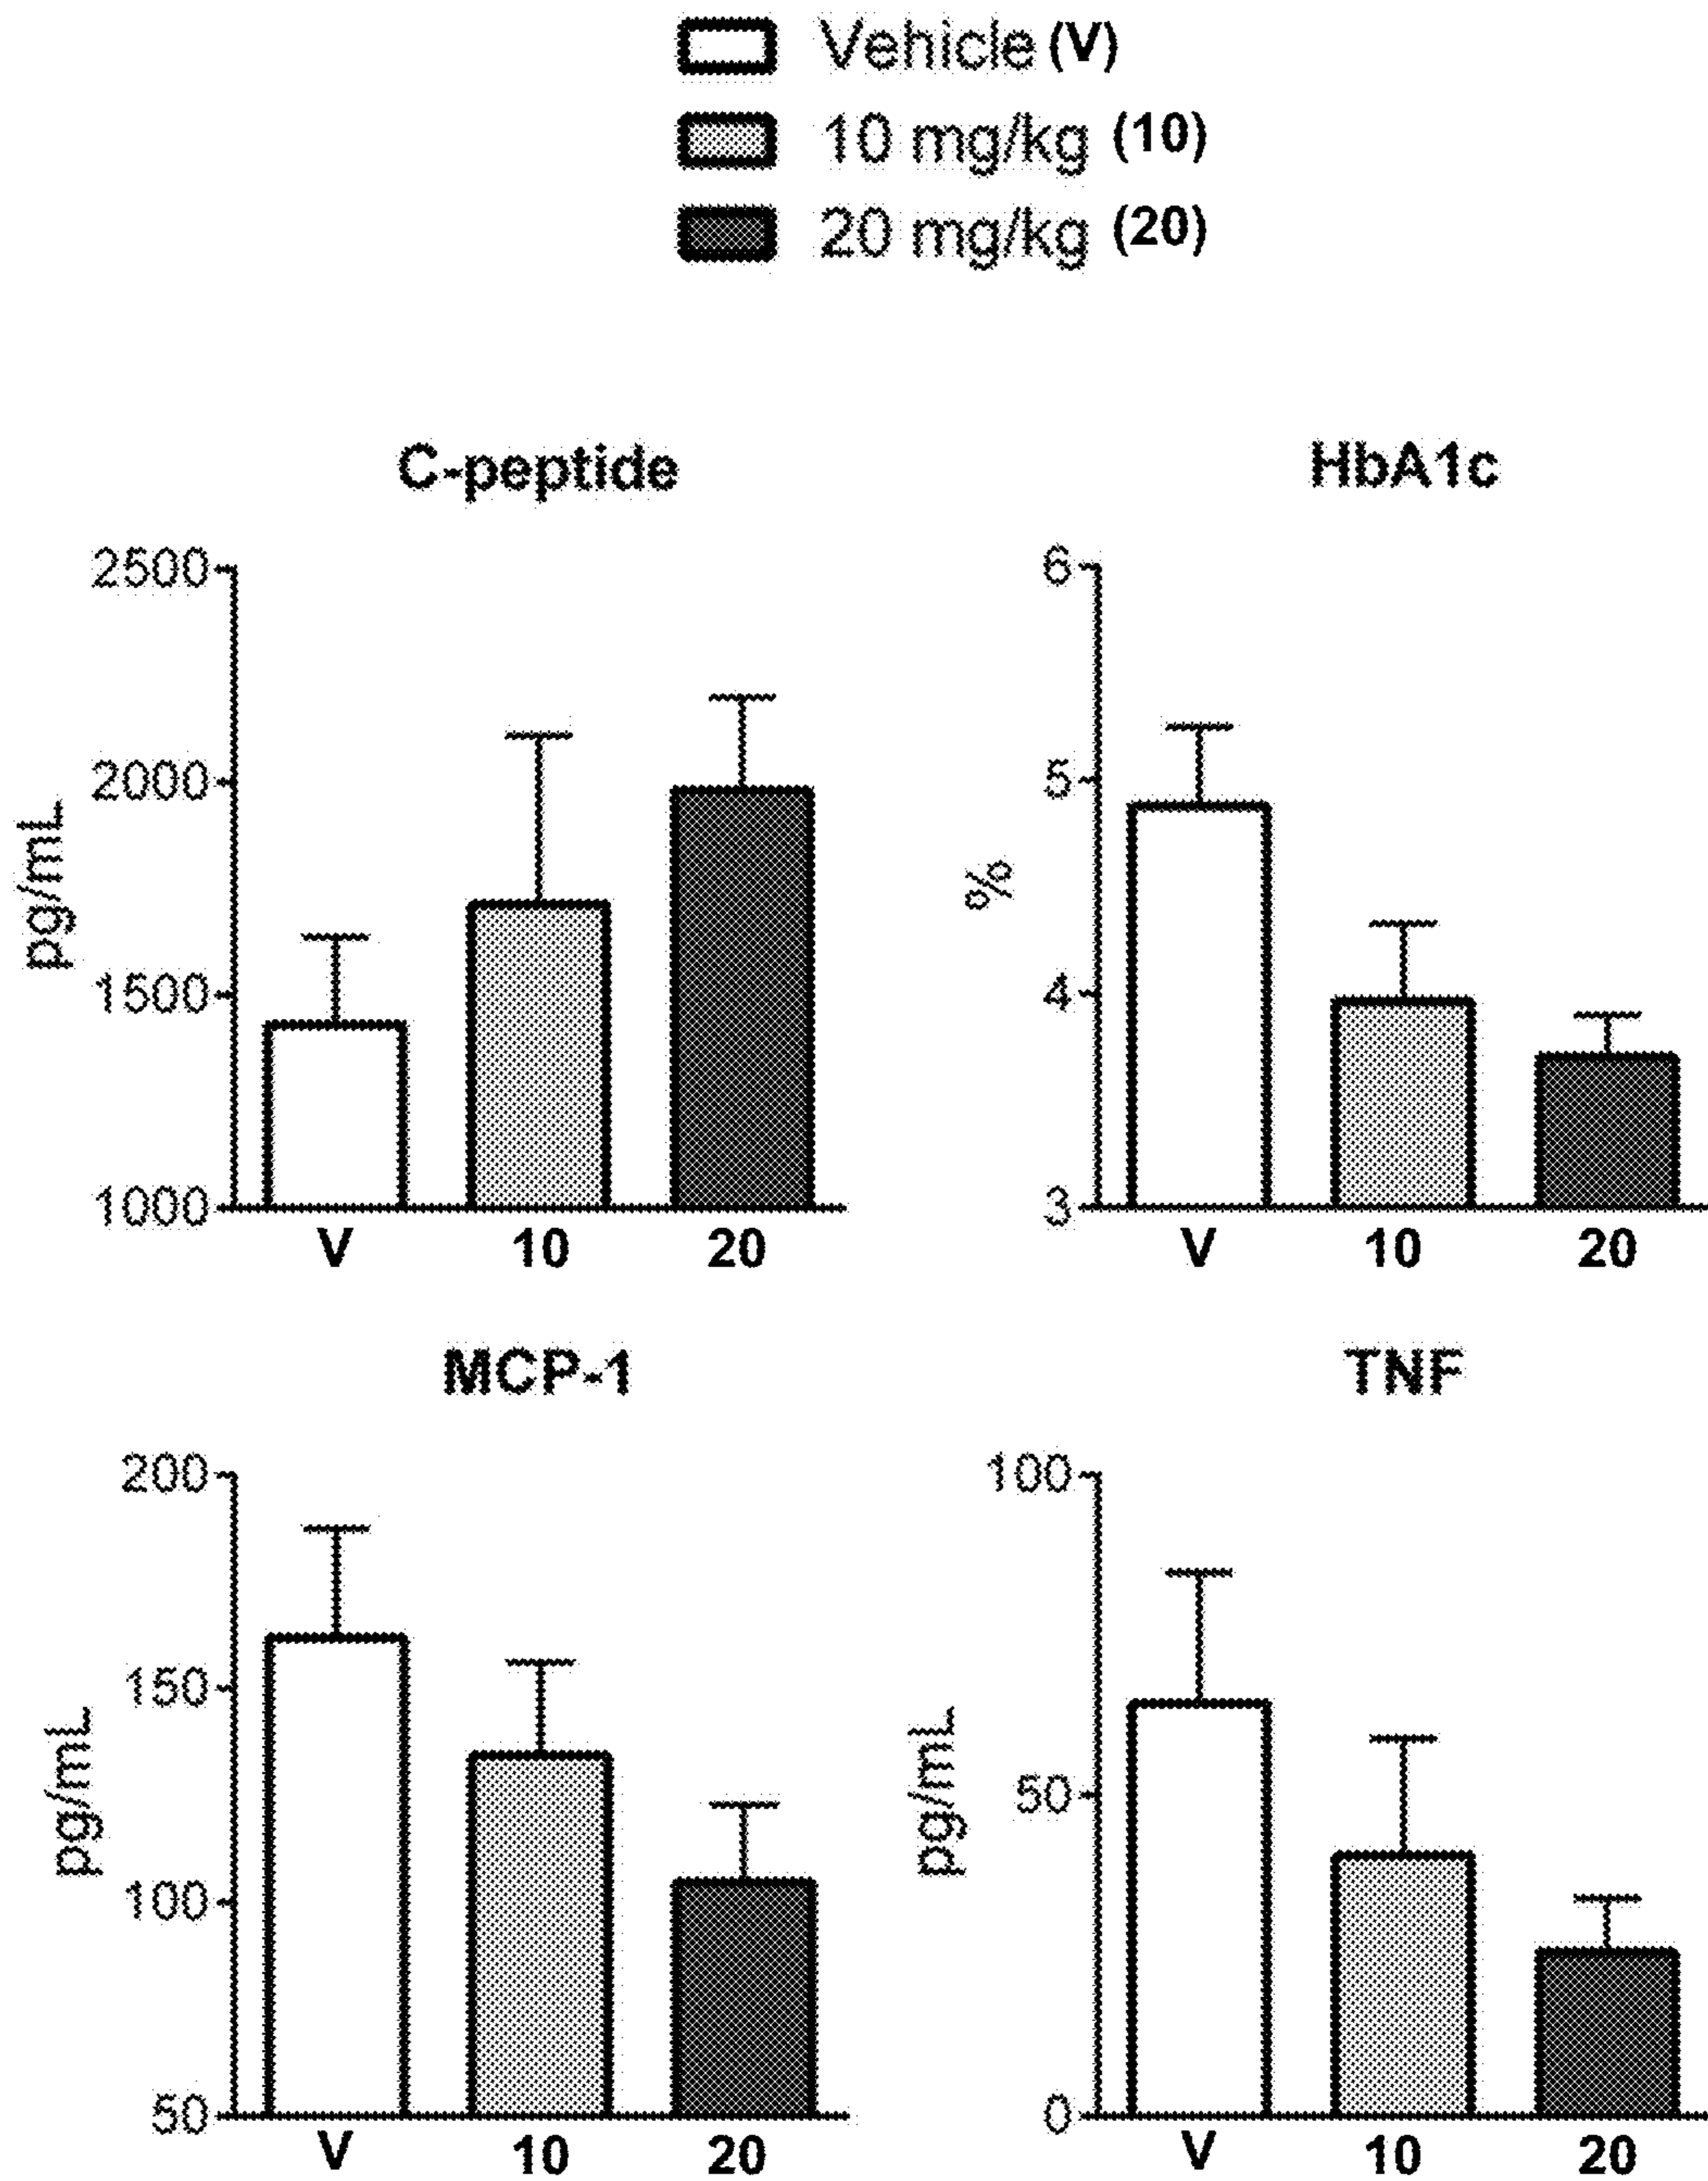 Vehicle (V)
10 mg/kg (10)
20 mg/kg (20)
C-peptide
2500
2000
1500
1000
pg/mL
V 10 20
HbA1c
6
5
4
3
%
V 10 20
MCP-1
200
150
100
50
pg/mL
V 10 20
TNF
100
50
0
pg/mL
V 10 20